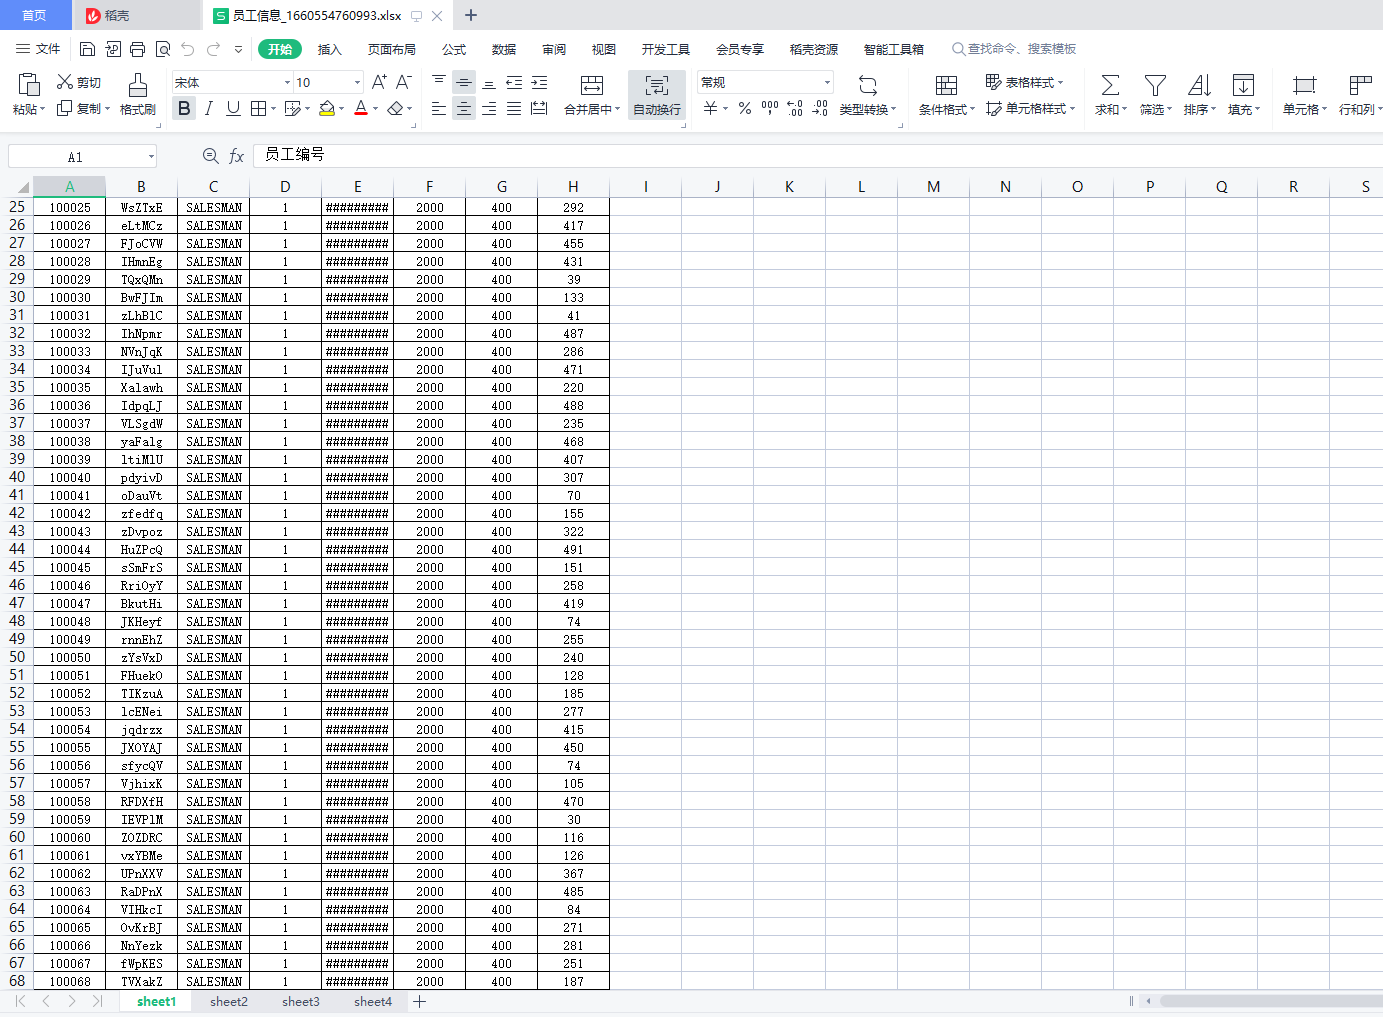 首页 稻壳 员工信息_1660554760993.xlsx
文件 开始 插入 页面布局 公式 数据 审阅 视图 开发工具 会员专享 稻壳资源 智能工具箱 查找命令、搜索模板
剪切 宋体 10 常规 表格样式
粘贴 复制 格式刷 B I U A 合并居中 自动换行 ¥ % 类型转换 条件格式 单元格样式 求和 筛选 排序 填充 单元格 行和列
A1 fx 员工编号
A B C D E F G H I J K L M N O P Q R S
25 100025 WsZTxE SALESMAN 1 ######### 2000 400 292
26 100026 eLtMCz SALESMAN 1 ######### 2000 400 417
27 100027 FJoCVW SALESMAN 1 ######### 2000 400 455
28 100028 IHmnEg SALESMAN 1 ######### 2000 400 431
29 100029 TQxQMn SALESMAN 1 ######### 2000 400 39
30 100030 BwFJIm SALESMAN 1 ######### 2000 400 133
31 100031 zLhBlC SALESMAN 1 ######### 2000 400 41
32 100032 IhNpmr SALESMAN 1 ######### 2000 400 487
33 100033 NVnJqK SALESMAN 1 ######### 2000 400 286
34 100034 IJuVul SALESMAN 1 ######### 2000 400 471
35 100035 Xalawh SALESMAN 1 ######### 2000 400 220
36 100036 IdpqLJ SALESMAN 1 ######### 2000 400 488
37 100037 VLSgdW SALESMAN 1 ######### 2000 400 235
38 100038 yaFalg SALESMAN 1 ######### 2000 400 468
39 100039 ltiMlU SALESMAN 1 ######### 2000 400 407
40 100040 pdyivD SALESMAN 1 ######### 2000 400 307
41 100041 oDauVt SALESMAN 1 ######### 2000 400 70
42 100042 zfedfq SALESMAN 1 ######### 2000 400 155
43 100043 zDvpoz SALESMAN 1 ######### 2000 400 322
44 100044 HuZPcQ SALESMAN 1 ######### 2000 400 491
45 100045 sSmFrS SALESMAN 1 ######### 2000 400 151
46 100046 RriOyY SALESMAN 1 ######### 2000 400 258
47 100047 BkutHi SALESMAN 1 ######### 2000 400 419
48 100048 JKHeyf SALESMAN 1 ######### 2000 400 74
49 100049 rnnEhZ SALESMAN 1 ######### 2000 400 255
50 100050 zYsVxD SALESMAN 1 ######### 2000 400 240
51 100051 FHuekO SALESMAN 1 ######### 2000 400 128
52 100052 TIKzuA SALESMAN 1 ######### 2000 400 185
53 100053 lcENei SALESMAN 1 ######### 2000 400 277
54 100054 jqdrzx SALESMAN 1 ######### 2000 400 415
55 100055 JXOYAJ SALESMAN 1 ######### 2000 400 450
56 100056 sfycQV SALESMAN 1 ######### 2000 400 74
57 100057 VjhixK SALESMAN 1 ######### 2000 400 105
58 100058 RFDXfH SALESMAN 1 ######### 2000 400 470
59 100059 IEVPlM SALESMAN 1 ######### 2000 400 30
60 100060 ZOZDRC SALESMAN 1 ######### 2000 400 116
61 100061 vxYBMe SALESMAN 1 ######### 2000 400 126
62 100062 UPnXXV SALESMAN 1 ######### 2000 400 367
63 100063 RaDPnX SALESMAN 1 ######### 2000 400 485
64 100064 VIHkcI SALESMAN 1 ######### 2000 400 84
65 100065 OvKrBJ SALESMAN 1 ######### 2000 400 271
66 100066 NnYezk SALESMAN 1 ######### 2000 400 281
67 100067 fWpKES SALESMAN 1 ######### 2000 400 251
68 100068 TVXakZ SALESMAN 1 ######### 2000 400 187
sheet1 sheet2 sheet3 sheet4